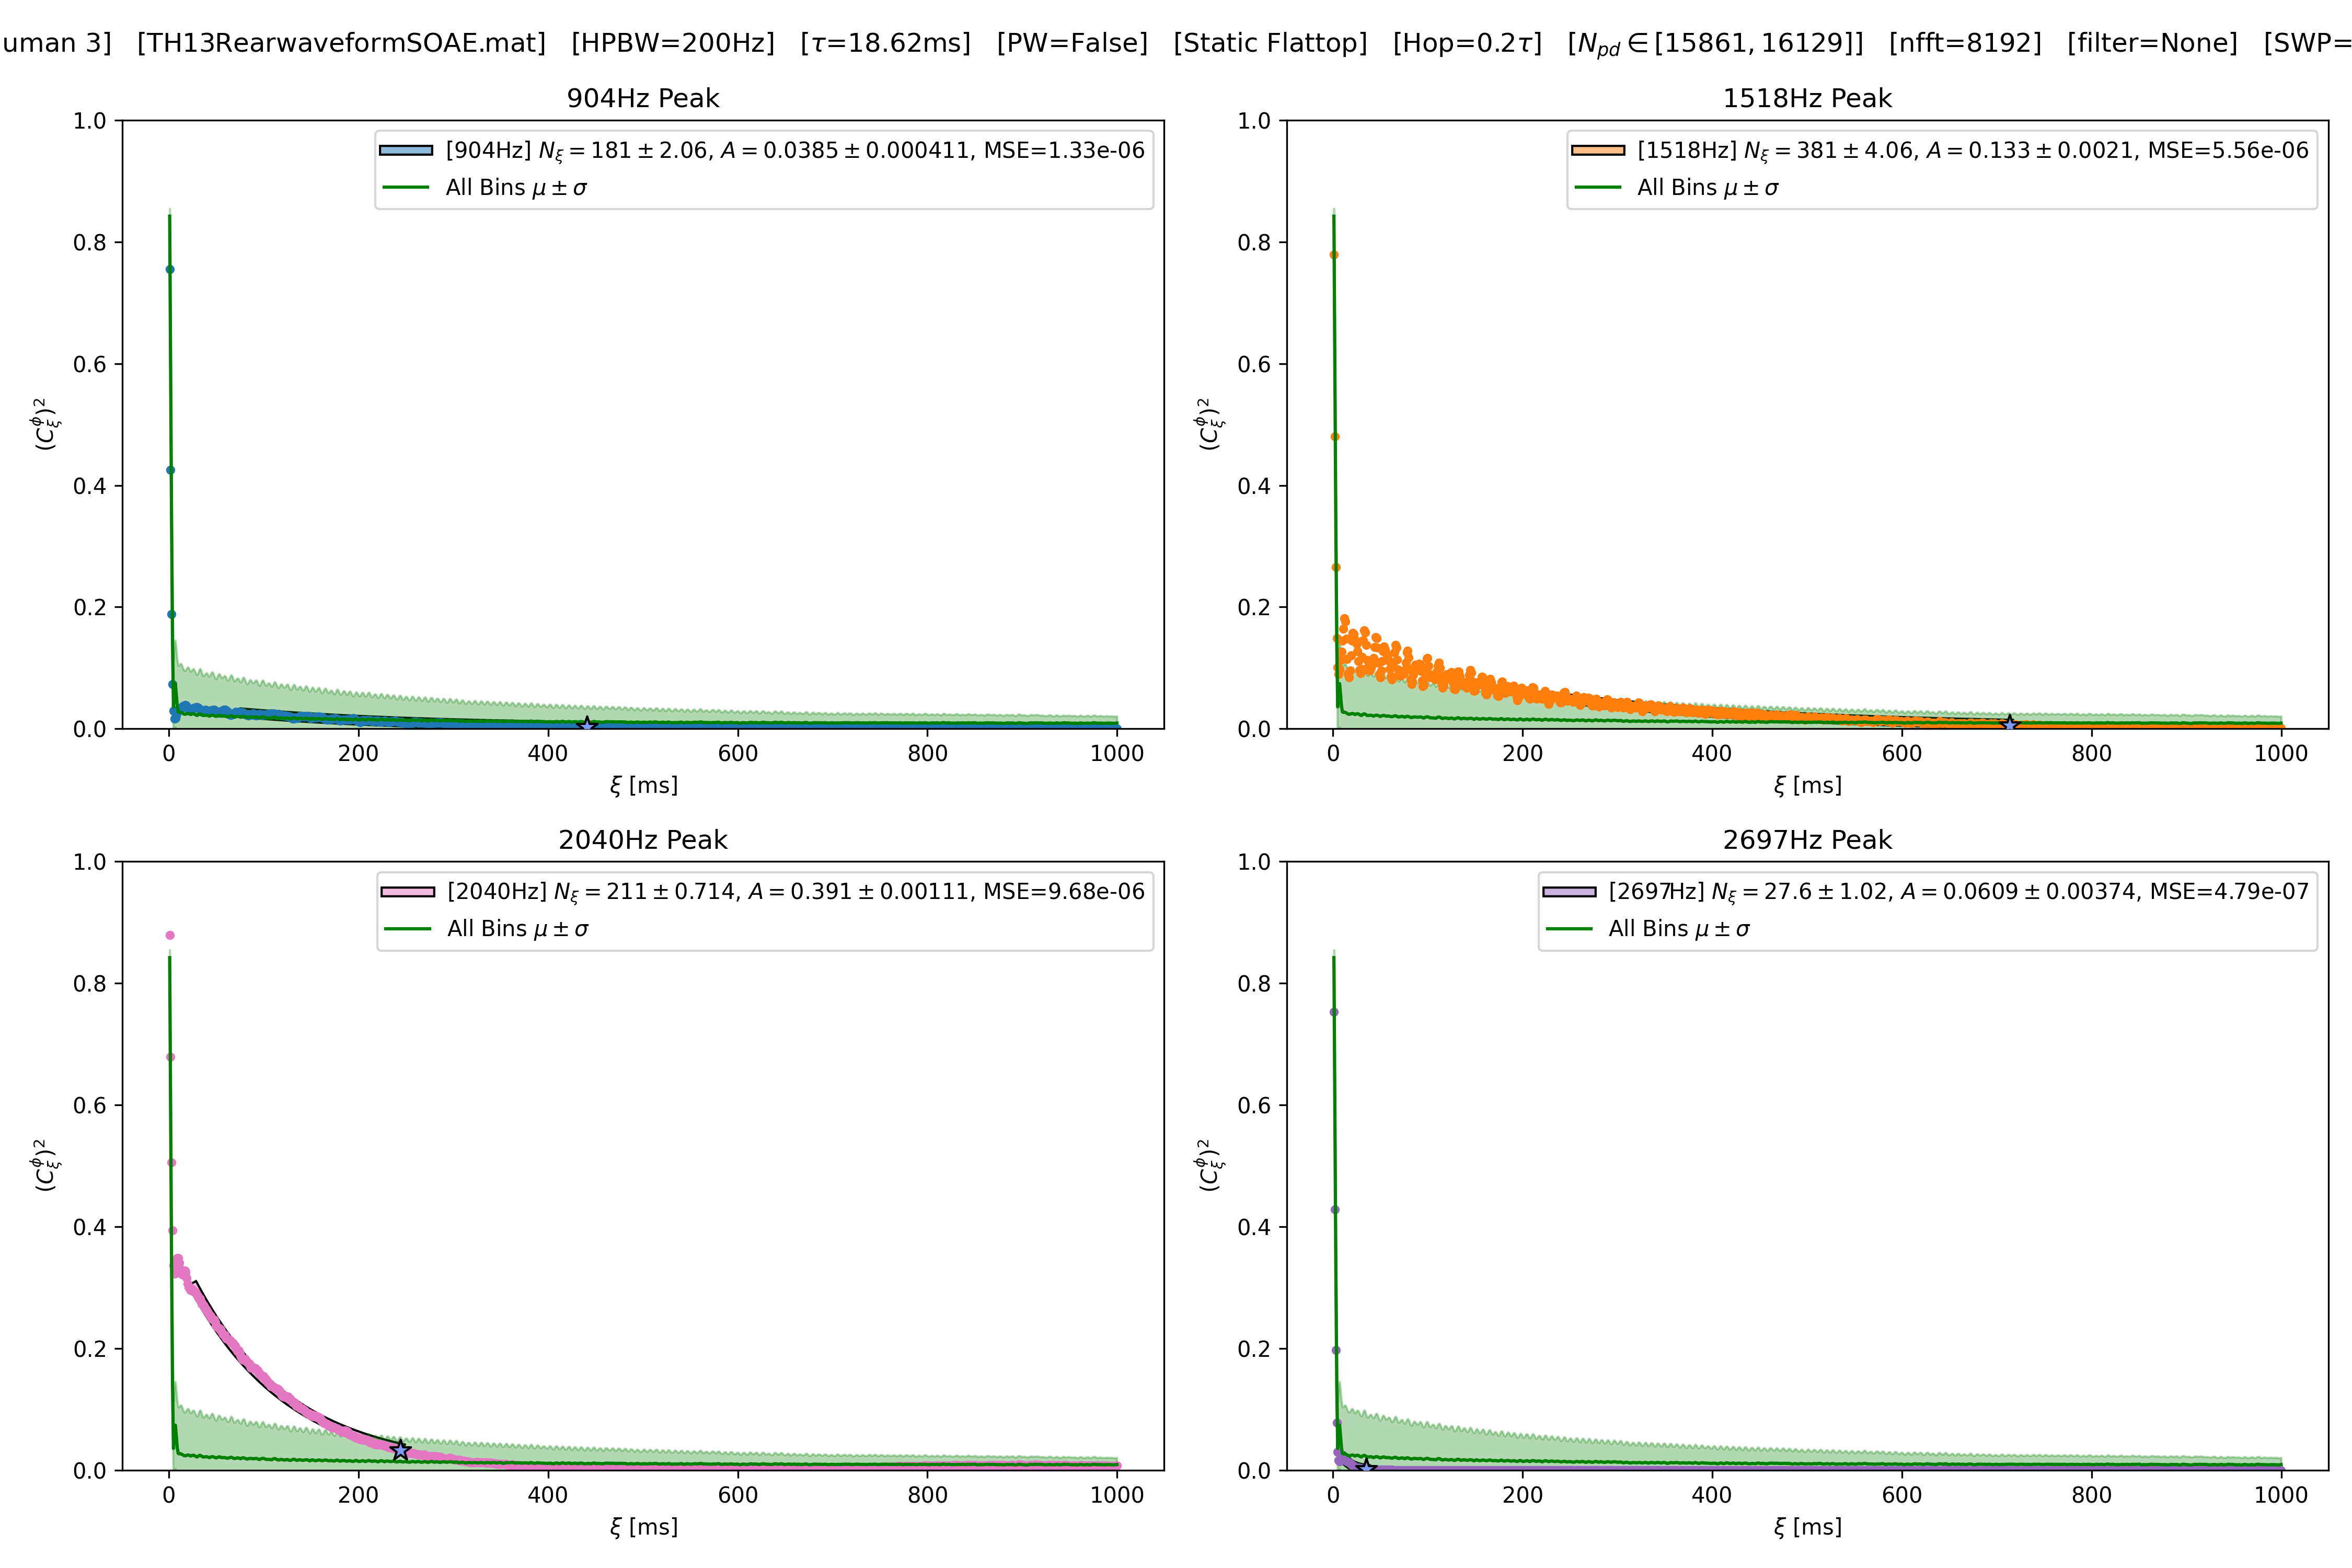 uman 3] [TH13RearwaveformSOAE.mat] [HPBW=200Hz] [τ=18.62ms] [PW=False] [Static Flattop] [Hop=0.2τ] [N_pd ∈ [15861, 16129]] [nfft=8192] [filter=None] [SWP=
904Hz Peak
[904Hz] N_ξ = 181 ± 2.06, A = 0.0385 ± 0.000411, MSE=1.33e-06
All Bins μ ± σ
1.0
0.8
0.6
0.4
0.2
0.0
(C_ξ^ϕ)^2
0 200 400 600 800 1000
ξ [ms]
1518Hz Peak
[1518Hz] N_ξ = 381 ± 4.06, A = 0.133 ± 0.0021, MSE=5.56e-06
All Bins μ ± σ
1.0
0.8
0.6
0.4
0.2
0.0
(C_ξ^ϕ)^2
0 200 400 600 800 1000
ξ [ms]
2040Hz Peak
[2040Hz] N_ξ = 211 ± 0.714, A = 0.391 ± 0.00111, MSE=9.68e-06
All Bins μ ± σ
1.0
0.8
0.6
0.4
0.2
0.0
(C_ξ^ϕ)^2
0 200 400 600 800 1000
ξ [ms]
2697Hz Peak
[2697Hz] N_ξ = 27.6 ± 1.02, A = 0.0609 ± 0.00374, MSE=4.79e-07
All Bins μ ± σ
1.0
0.8
0.6
0.4
0.2
0.0
(C_ξ^ϕ)^2
0 200 400 600 800 1000
ξ [ms]